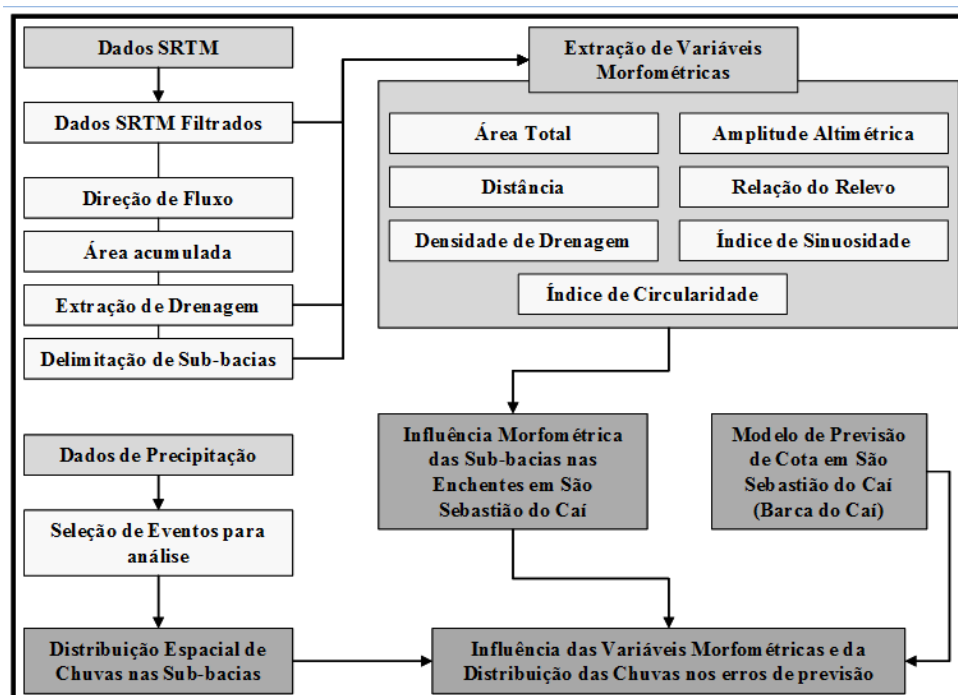 Dados SRTM
Dados SRTM Filtrados
Direção de Fluxo
Área acumulada
Extração de Drenagem
Delimitação de Sub-bacias
Extração de Variáveis
Morfométricas
Área Total
Amplitude Altimétrica
Distância
Relação do Relevo
Densidade de Drenagem
Índice de Sinuosidade
Índice de Circularidade
Dados de Precipitação
Seleção de Eventos para
análise
Distribuição Espacial de
Chuvas nas Sub-bacias
Influência Morfométrica
das Sub-bacias nas
Enchentes em São
Sebastião do Caí
Modelo de Previsão
de Cota em São
Sebastião do Caí
(Barca do Caí)
Influência das Variáveis Morfométricas e da
Distribuição das Chuvas nos erros de previsão